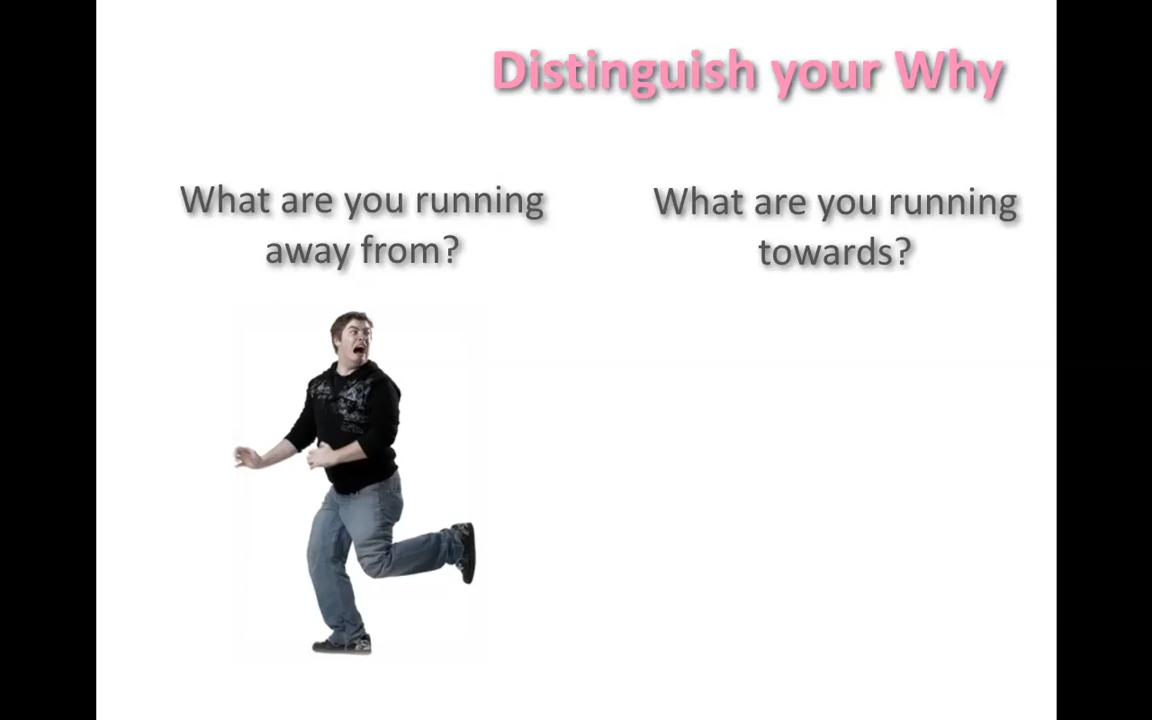 Distinguish your Why
What are you running
away from?
What are you running
towards?